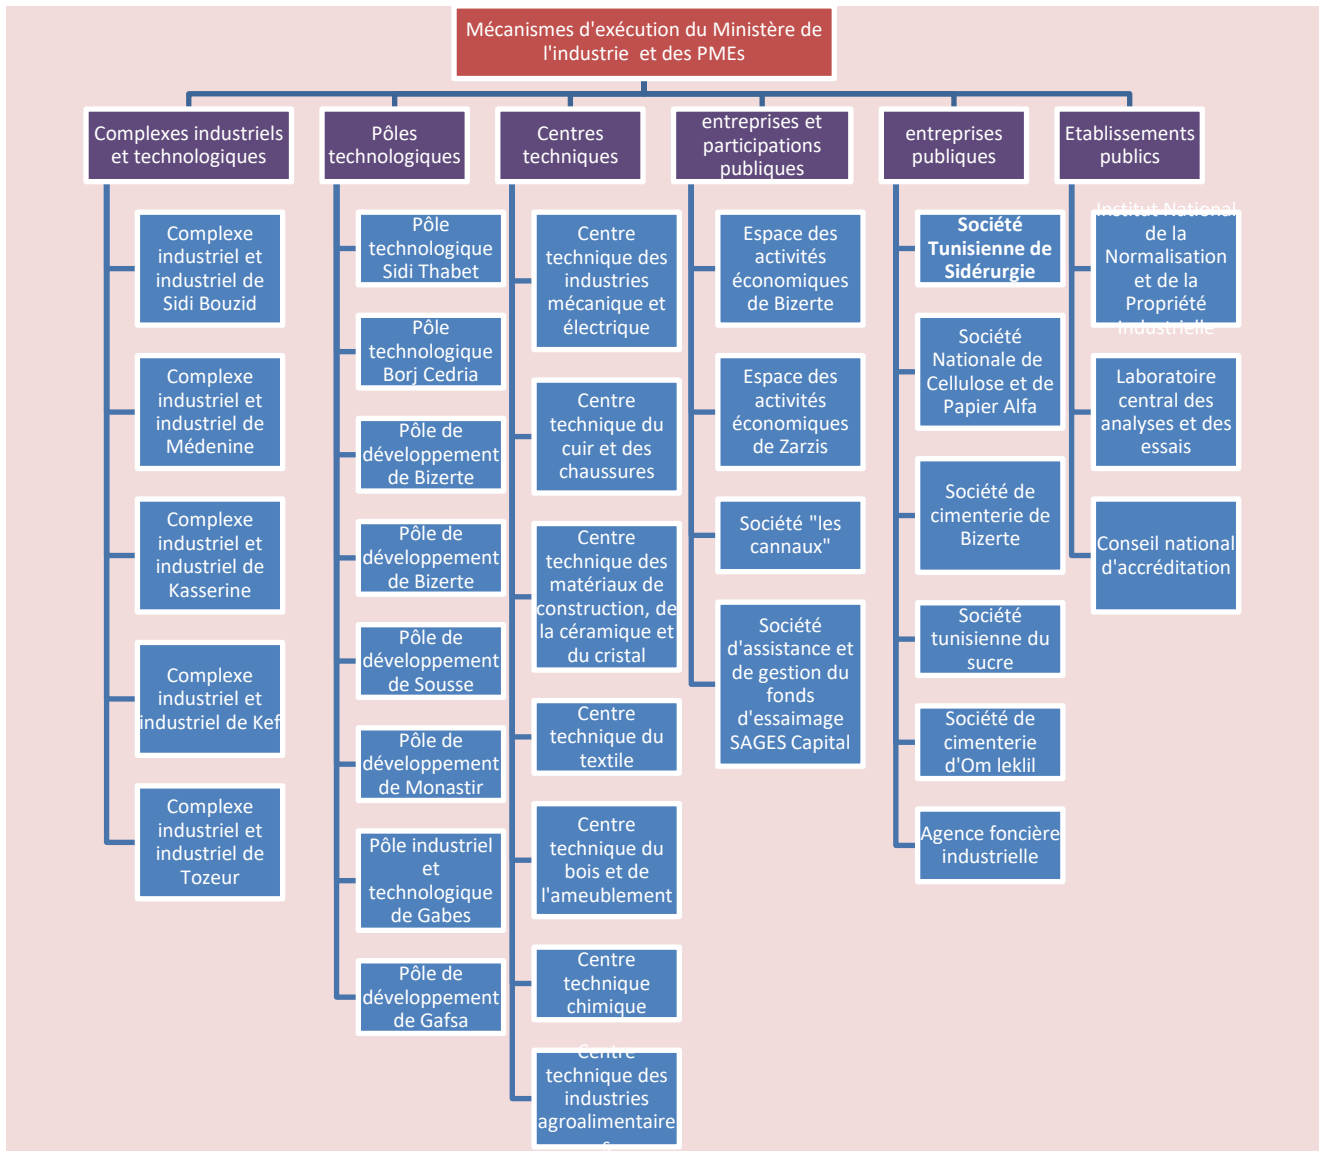 Mécanismes d'exécution du Ministère de
l'industrie et des PMEs
Complexes industriels
et technologiques
Complexe
industriel et
industriel de
Sidi Bouzid
Complexe
industriel et
industriel de
Médenine
Complexe
industriel et
industriel de
Kasserine
Complexe
industriel et
industriel de Kef
Complexe
industriel et
industriel de
Tozeur
Pôles
technologiques
Pôle
technologique
Sidi Thabet
Pôle
technologique
Borj Cedria
Pôle de
développement
de Bizerte
Pôle de
développement
de Bizerte
Pôle de
développement
de Sousse
Pôle de
développement
de Monastir
Pôle industriel
et
technologique
de Gabes
Pôle de
développement
de Gafsa
Centres
techniques
Centre
technique des
industries
mécanique et
électrique
Centre
technique du
cuir et des
chaussures
Centre
technique des
matériaux de
construction, de
la céramique et
du cristal
Centre
technique du
textile
Centre
technique du
bois et de
l'ameublement
Centre
technique
chimique
Centre
technique des
industries
agroalimentaire
s
entreprises et
participations
publiques
Espace des
activités
économiques
de Bizerte
Espace des
activités
économiques
de Zarzis
Société "les
cannaux"
Société
d'assistance et
de gestion du
fonds
d'essaimage
SAGES Capital
entreprises
publiques
Société
Tunisienne de
Sidérurgie
Société
Nationale de
Cellulose et de
Papier Alfa
Société de
cimenterie de
Bizerte
Société
tunisienne du
sucre
Société de
cimenterie
d'Om leklil
Agence foncière
industrielle
Etablissements
publics
Institut National
de la
Normalisation
et de la
Propriété
Industrielle
Laboratoire
central des
analyses et des
essais
Conseil national
d'accréditation